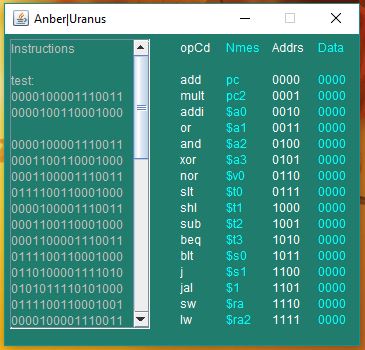 Anber|Uranus
Instructions
test:
0000100001110011
0000100110001000
0000100001110011
0001100110001000
0000100001110011
0111100110001000
0000100001110011
0001100110001000
0000100001110011
0111100110001000
0110100001111010
0101011110101000
0111100110001001
0000100001110011
opCd Nmes Addrs Data
add pc 0000 0000
mult pc2 0001 0000
addi $a0 0010 0000
or $a1 0011 0000
and $a2 0100 0000
xor $a3 0101 0000
nor $v0 0110 0000
slt $t0 0111 0000
shl $t1 1000 0000
sub $t2 1001 0000
beq $t3 1010 0000
blt $s0 1011 0000
j $s1 1100 0000
jal $1 1101 0000
sw $ra 1110 0000
lw $ra2 1111 0000